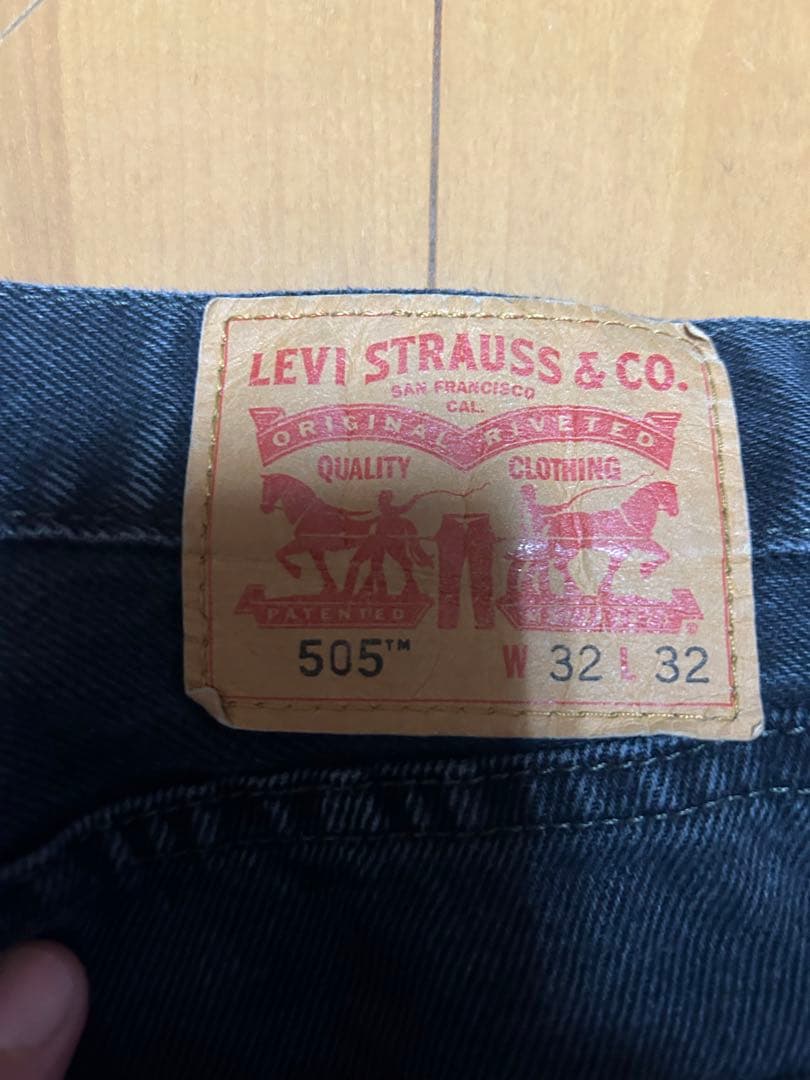 LEVI STRAUSS & CO.
SAN FRANCISCO
CAL.
ORIGINAL RIVETED
QUALITY CLOTHING
PATENTED
505™ W 32 L 32